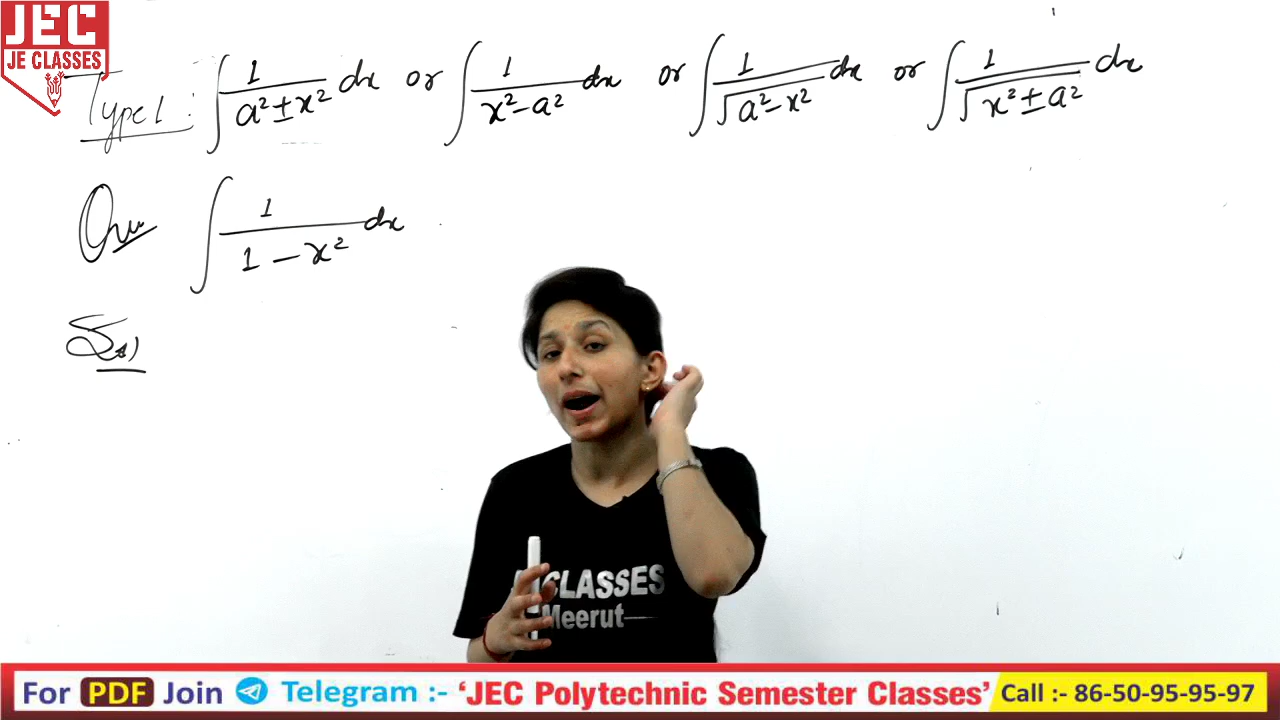 JEC
JE CLASSES
Type 1 : ∫ 1/(a² ± x²) dx or ∫ 1/(x² - a²) dx or ∫ 1/√(a² - x²) dx or ∫ 1/√(x² ± a²) dx
Que ∫ 1/(1 - x²) dx
Sol
CLASSES
Meerut
For PDF Join Telegram :- ‘JEC Polytechnic Semester Classes’ Call :- 86-50-95-95-97